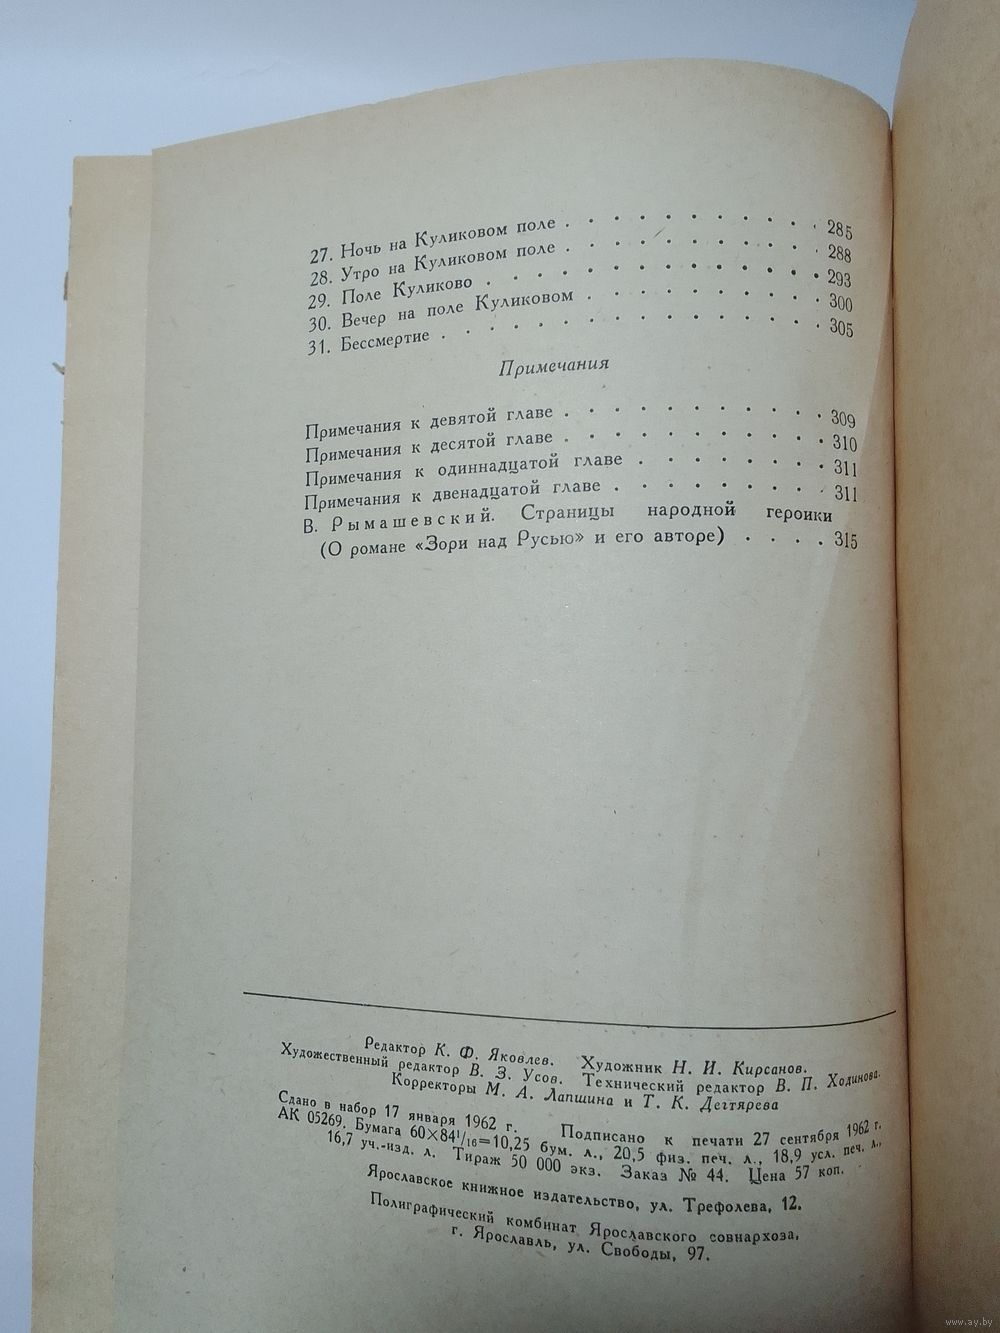 27. Ночь на Куликовом поле . . . . . . . . . . . 285
28. Утро на Куликовом поле . . . . . . . . . . . 288
29. Поле Куликово . . . . . . . . . . . . . . 293
30. Вечер на поле Куликовом . . . . . . . . . . 300
31. Бессмертие . . . . . . . . . . . . . . . . 305
Примечания
Примечания к девятой главе . . . . . . . . . . . 309
Примечания к десятой главе . . . . . . . . . . . 310
Примечания к одиннадцатой главе . . . . . . . . 311
Примечания к двенадцатой главе . . . . . . . . . 311
В. Рымашевский. Страницы народной героики
(О романе «Зори над Русью» и его авторе) . . . . 315
Редактор К. Ф. Яковлев. Художник Н. И. Кирсанов.
Художественный редактор В. З. Усов. Технический редактор В. П. Ходинова.
Корректоры М. А. Лапшина и Т. К. Дегтярева
Сдано в набор 17 января 1962 г. Подписано к печати 27 сентября 1962 г.
АК 05269. Бумага 60×84¹/₁₆=10,25 бум. л., 20,5 физ. печ. л., 18,9 усл. печ. л.,
16,7 уч.-изд. л. Тираж 50 000 экз. Заказ № 44. Цена 57 коп.
Ярославское книжное издательство, ул. Трефолева, 12.
Полиграфический комбинат Ярославского совнархоза,
г. Ярославль, ул. Свободы, 97.
www.ay.by